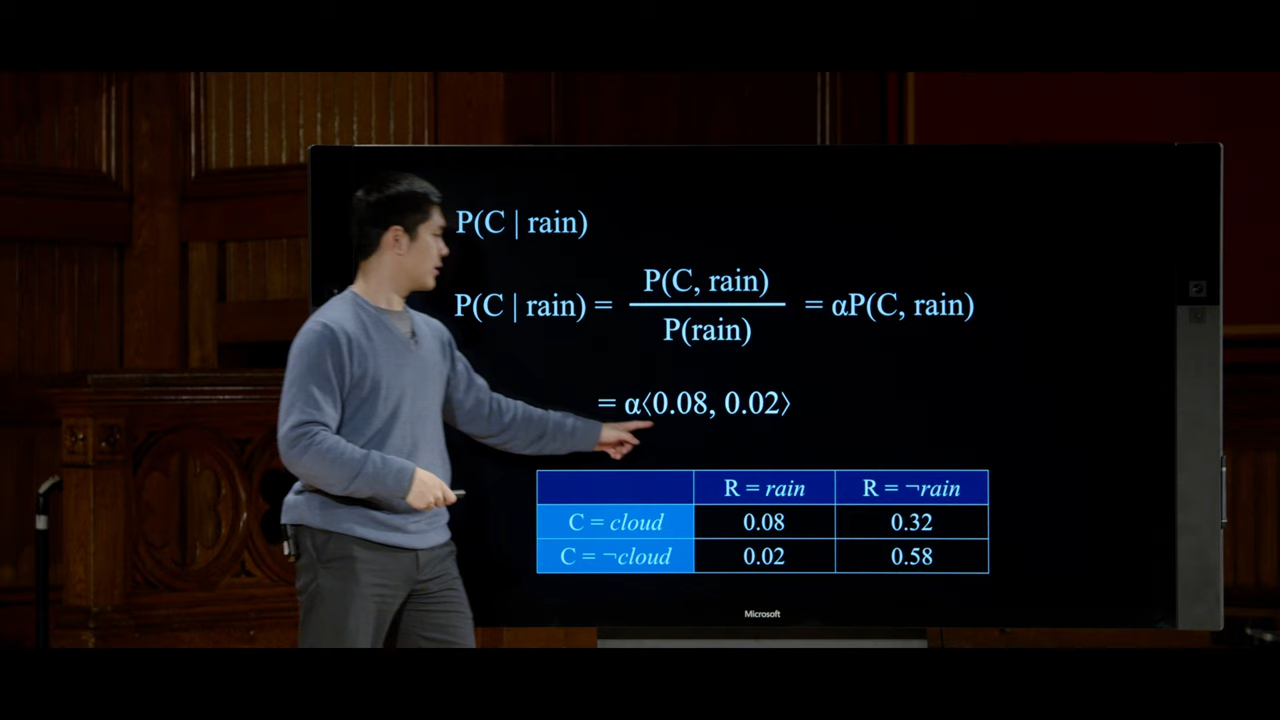 P(C | rain)
P(C | rain) = P(C, rain) / P(rain) = αP(C, rain)
= α⟨0.08, 0.02⟩
R = rain R = ¬rain
C = cloud 0.08 0.32
C = ¬cloud 0.02 0.58
Microsoft